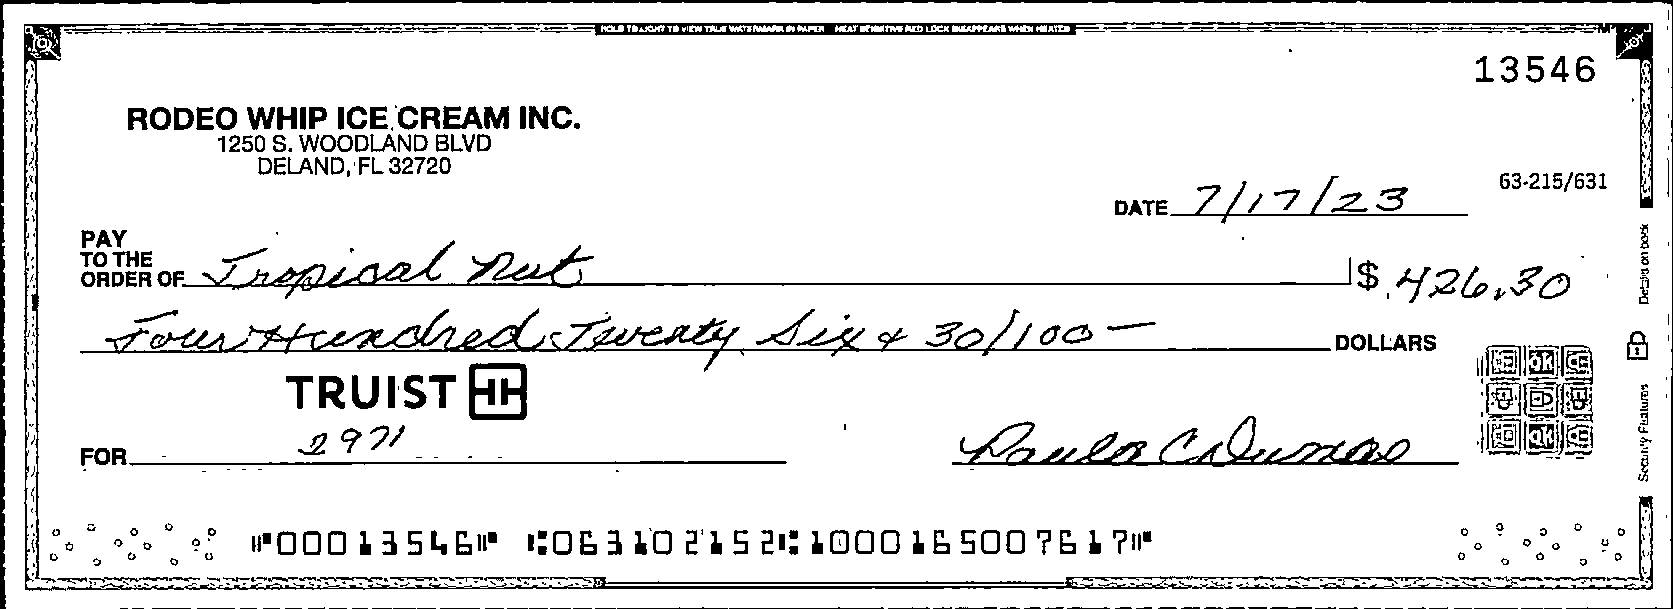 HOLD TO LIGHT TO VIEW TRUE WATERMARK IN PAPER HEAT SENSITIVE RED LOCK DISAPPEARS WHEN HEATED
13546
RODEO WHIP ICE CREAM INC.
1250 S. WOODLAND BLVD
DELAND, FL 32720
63-215/631
DATE 7/17/23
PAY
TO THE
ORDER OF Tropical Nut $ 426.30
Four Hundred Twenty Six & 30/100 — DOLLARS
TRUIST
FOR 2971
Paula C Dumas
Security Features
Details on back
⑈00013546⑈ ⑆063102152⑆1000165007617⑈